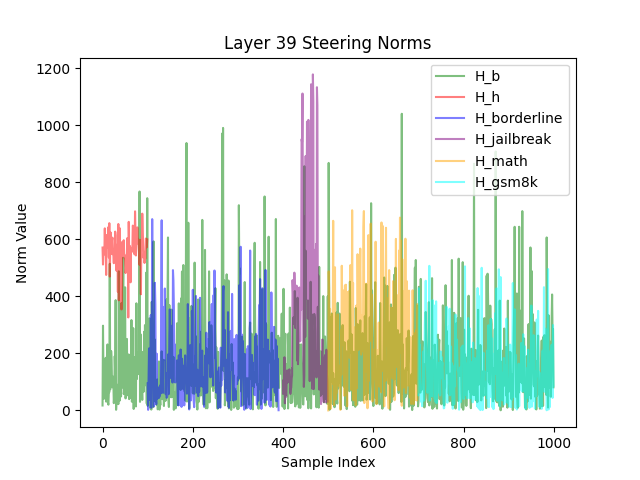 Layer 39 Steering Norms
Norm Value
1200
1000
800
600
400
200
0
0
200
400
600
800
1000
Sample Index
H_b
H_h
H_borderline
H_jailbreak
H_math
H_gsm8k